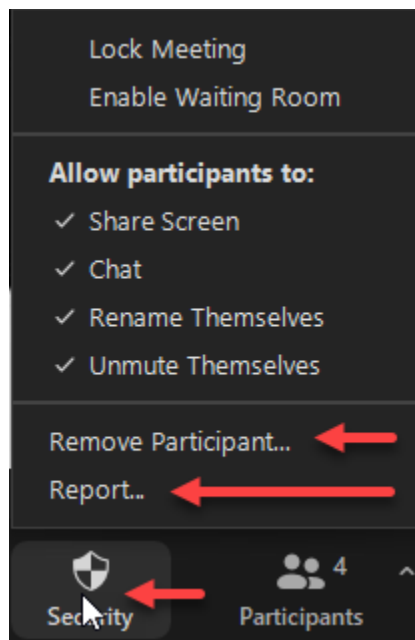 Lock Meeting
Enable Waiting Room
Allow participants to:
Share Screen
Chat
Rename Themselves
Unmute Themselves
Remove Participant...
Report...
4
Security
Participants